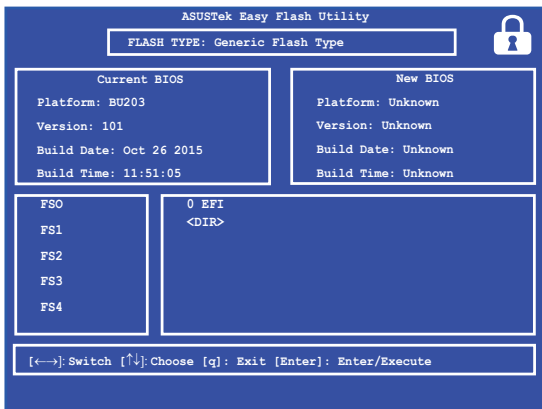 ASUSTek Easy Flash Utility
FLASH TYPE: Generic Flash Type
Current BIOS
Platform: BU203
Version: 101
Build Date: Oct 26 2015
Build Time: 11:51:05
New BIOS
Platform: Unknown
Version: Unknown
Build Date: Unknown
Build Time: Unknown
FSO
FS1
FS2
FS3
FS4
0 EFI
<DIR>
[←→]: Switch [↑↓]: Choose [q]: Exit [Enter]: Enter/Execute